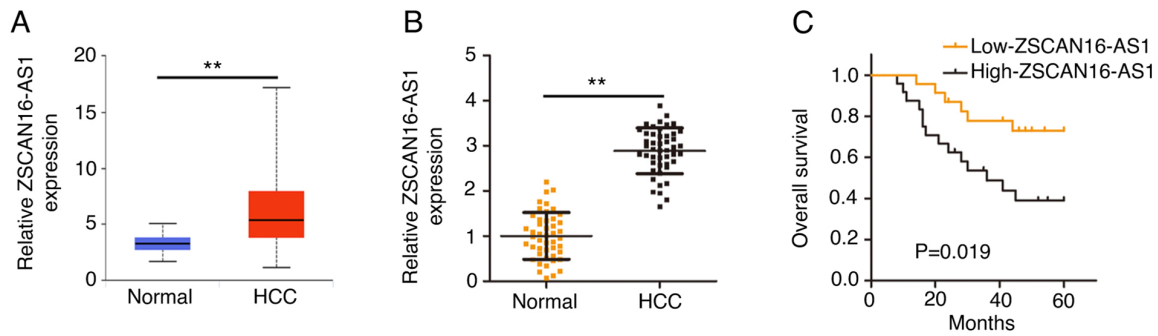 A
Relative ZSCAN16-AS1
expression
20
15
10
5
0
**
Normal
HCC
B
Relative ZSCAN16-AS1
expression
5
4
3
2
1
0
**
Normal
HCC
C
Low-ZSCAN16-AS1
High-ZSCAN16-AS1
Overall survival
1.0
0.8
0.6
0.4
0.2
0.0
P=0.019
0
20
40
60
Months